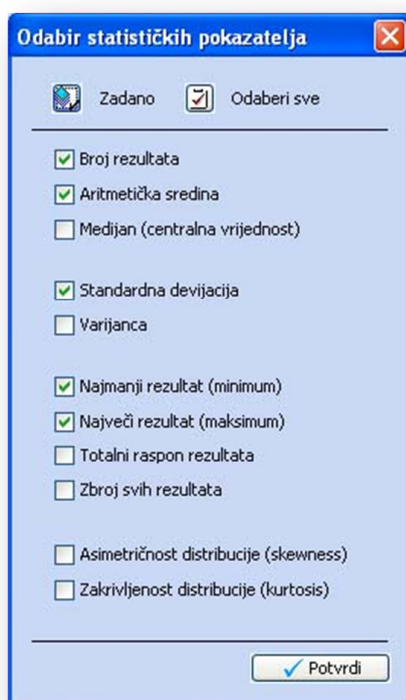 Odabir statističkih pokazatelja
Zadano Odaberi sve
Broj rezultata
Aritmetička sredina
Medijan (centralna vrijednost)
Standardna devijacija
Varijanca
Najmanji rezultat (minimum)
Največi rezultat (maksimum)
Totalni raspon rezultata
Zbroj svih rezultata
Asimetričnost distribucije (skewness)
Zakrivljenost distribucije (kurtosis)
Potvrdi